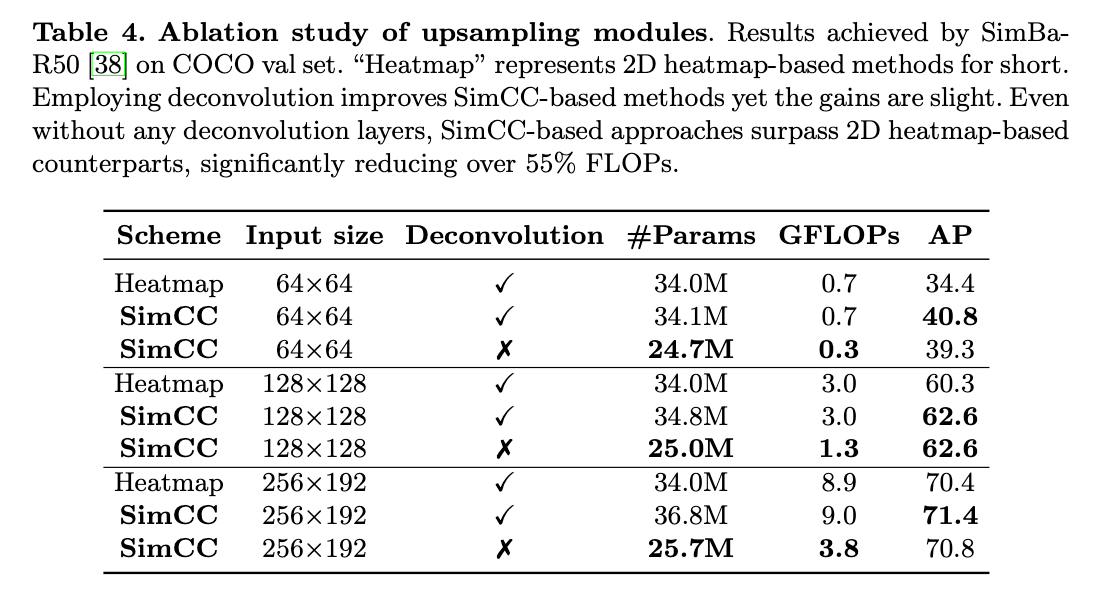 Table 4. Ablation study of upsampling modules. Results achieved by SimBa-
R50 [38] on COCO val set. “Heatmap” represents 2D heatmap-based methods for short.
Employing deconvolution improves SimCC-based methods yet the gains are slight. Even
without any deconvolution layers, SimCC-based approaches surpass 2D heatmap-based
counterparts, significantly reducing over 55% FLOPs.
Scheme Input size Deconvolution #Params GFLOPs AP
Heatmap 64×64 ✓ 34.0M 0.7 34.4
SimCC 64×64 ✓ 34.1M 0.7 40.8
SimCC 64×64 ✗ 24.7M 0.3 39.3
Heatmap 128×128 ✓ 34.0M 3.0 60.3
SimCC 128×128 ✓ 34.8M 3.0 62.6
SimCC 128×128 ✗ 25.0M 1.3 62.6
Heatmap 256×192 ✓ 34.0M 8.9 70.4
SimCC 256×192 ✓ 36.8M 9.0 71.4
SimCC 256×192 ✗ 25.7M 3.8 70.8